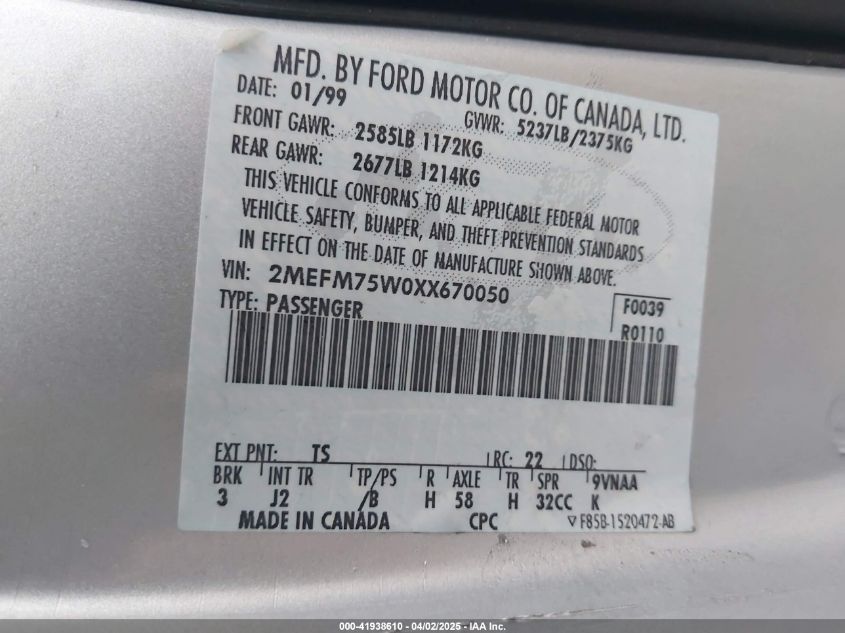 MFD. BY FORD MOTOR CO. OF CANADA, LTD.
DATE: 01/99 GVWR: 5237LB/2375KG
FRONT GAWR: 2585LB 1172KG
REAR GAWR: 2677LB 1214KG
THIS VEHICLE CONFORMS TO ALL APPLICABLE FEDERAL MOTOR
VEHICLE SAFETY, BUMPER, AND THEFT PREVENTION STANDARDS
IN EFFECT ON THE DATE OF MANUFACTURE SHOWN ABOVE.
VIN: 2MEFM75W0XX670050
TYPE: PASSENGER
F0039
R0110
EXT PNT: TS RC: 22 DSO:
BRK INT TR TP/PS R AXLE TR SPR 9VNAA
3 J2 /B H 58 H 32CC K
MADE IN CANADA CPC ▽F85B-1520472-AB
000-41938610 - 04/02/2025 - IAA Inc.